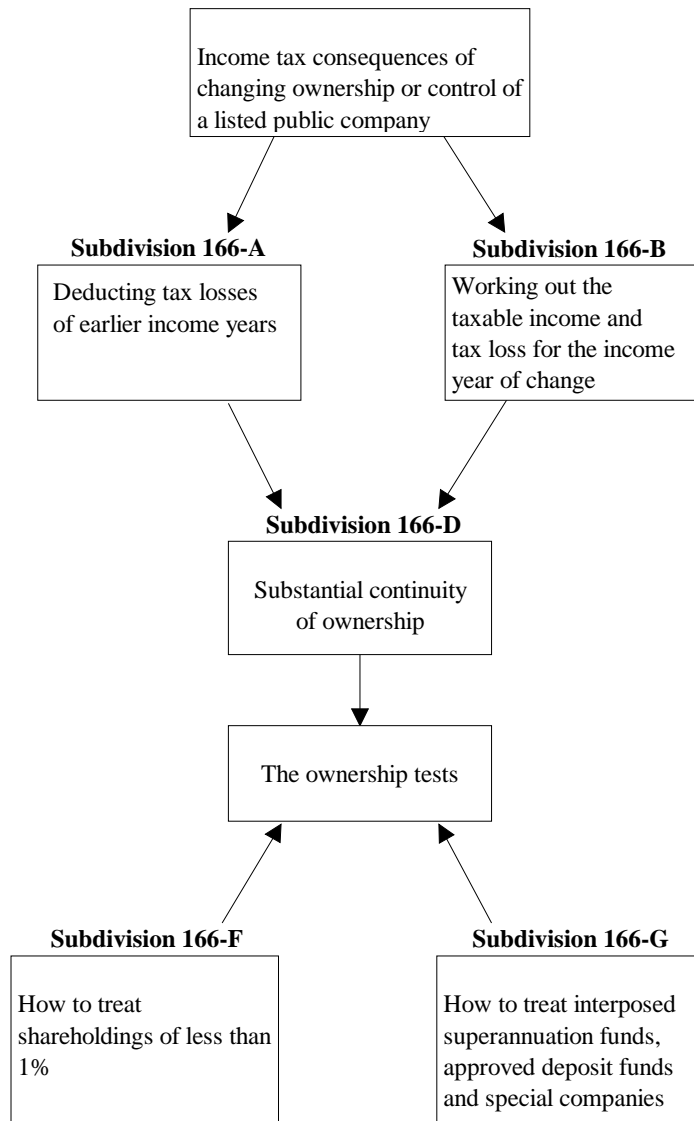 Income tax consequences of
changing ownership or control of
a listed public company
Subdivision 166-A
Deducting tax losses
of earlier income years
Subdivision 166-B
Working out the
taxable income and
tax loss for the income
year of change
Subdivision 166-D
Substantial continuity
of ownership
The ownership tests
Subdivision 166-F
How to treat
shareholdings of less than
1%
Subdivision 166-G
How to treat interposed
superannuation funds,
approved deposit funds
and special companies